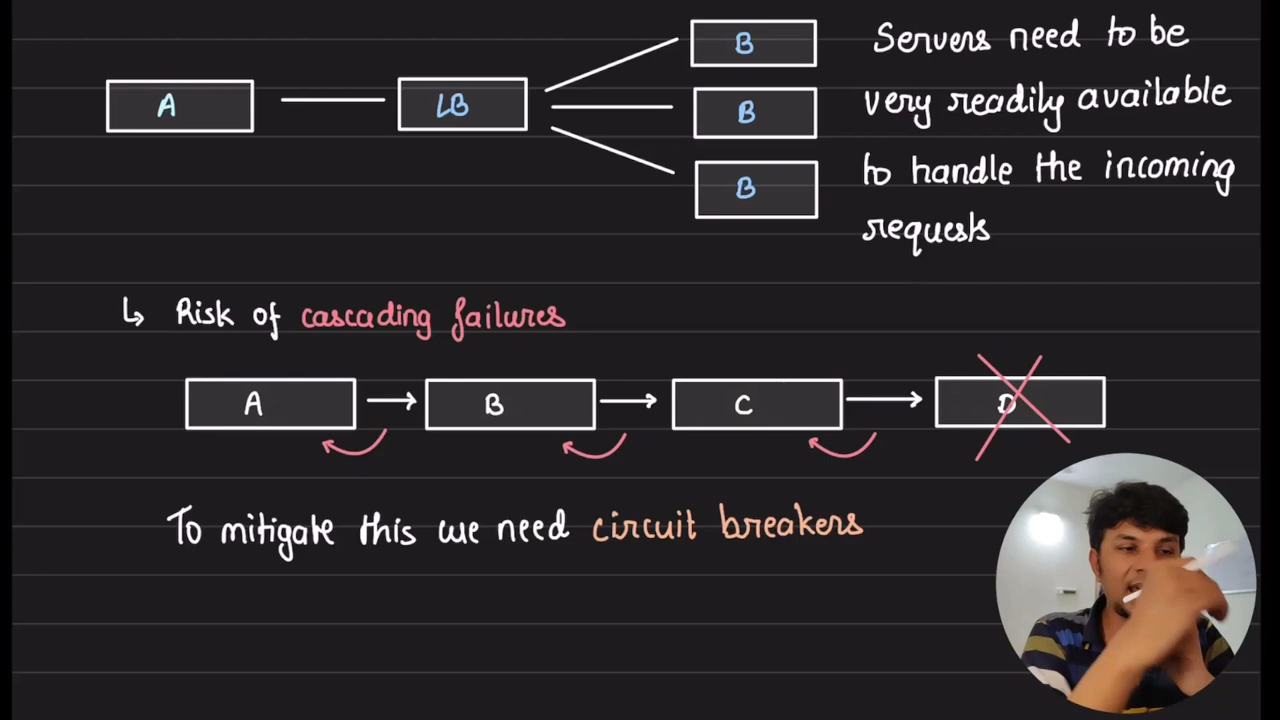 A
LB
B
B
B
Servers need to be
very readily available
to handle the incoming
requests
↳ Risk of cascading failures
A → B → C → D
To mitigate this we need circuit breakers